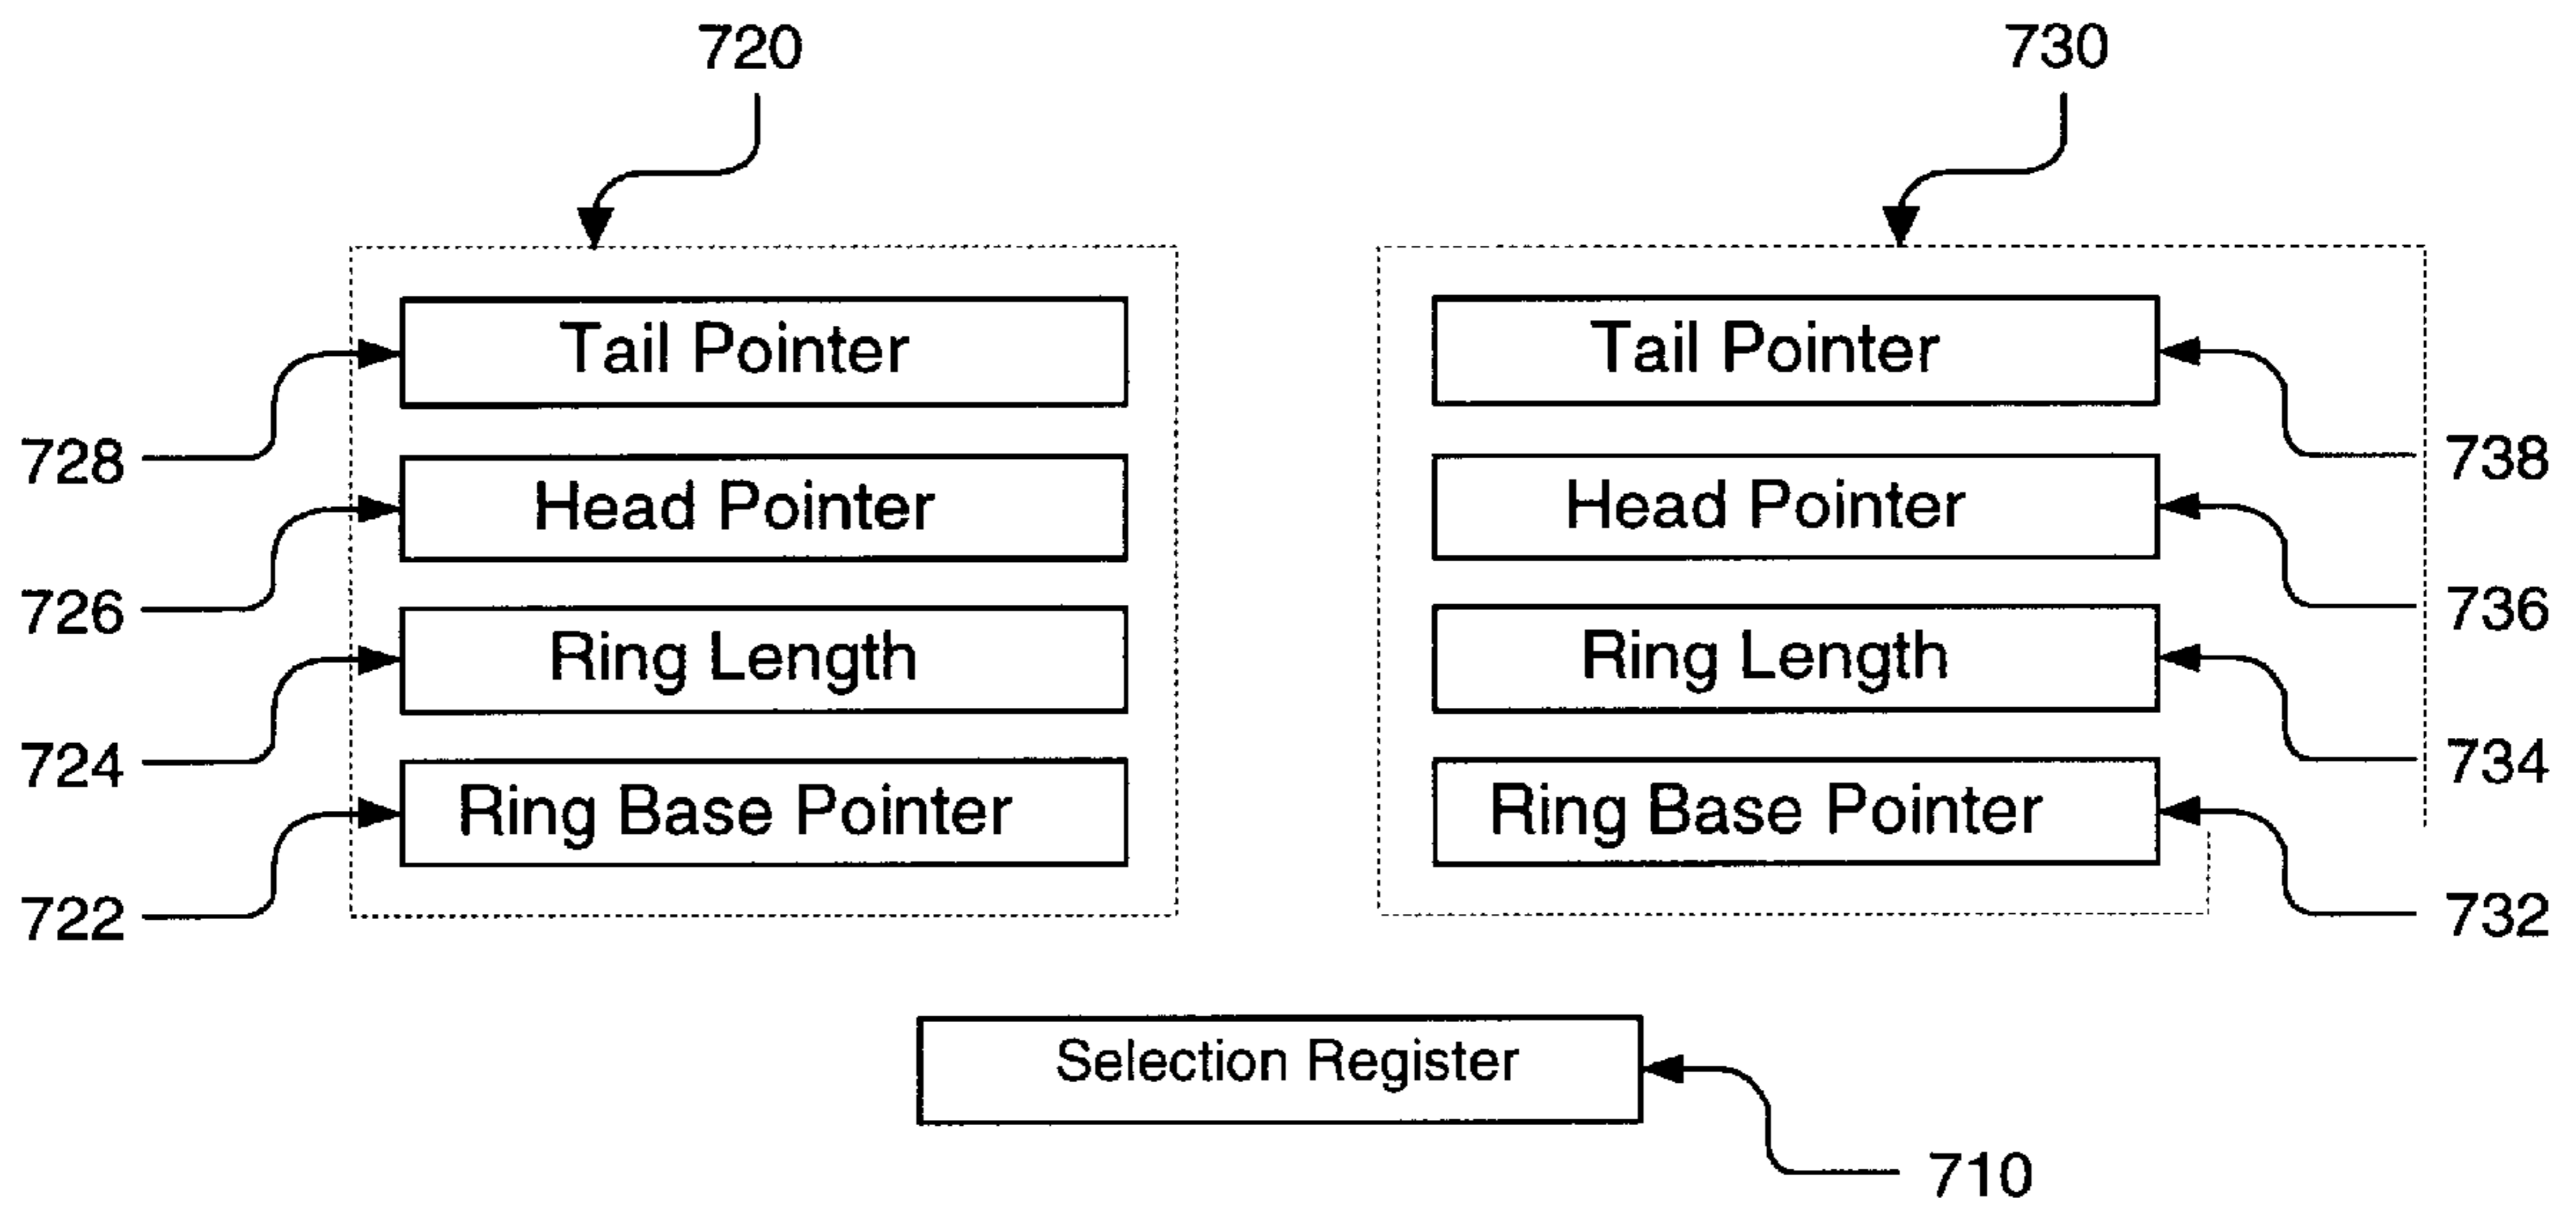 720
730
Tail Pointer
Tail Pointer
728
738
Head Pointer
Head Pointer
726
736
Ring Length
Ring Length
724
734
Ring Base Pointer
Ring Base Pointer
722
732
Selection Register
710